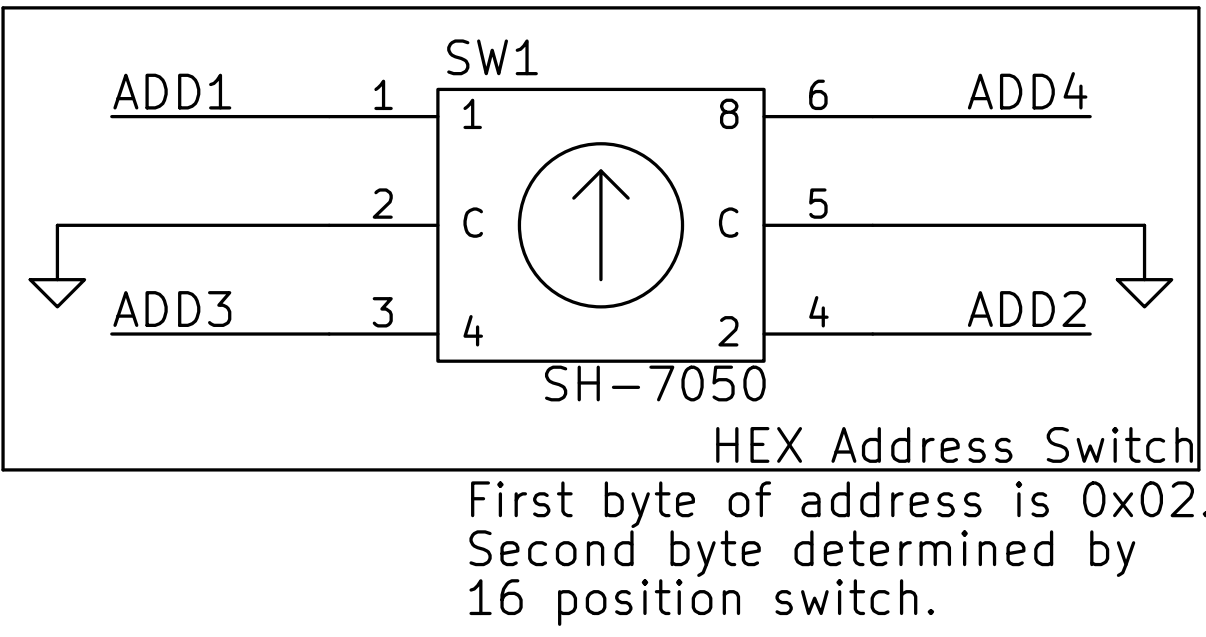 SW1
ADD1 1 1 8 6 ADD4
2 C C 5
ADD3 3 4 2 4 ADD2
SH-7050
HEX Address Switch
First byte of address is 0x02.
Second byte determined by
16 position switch.